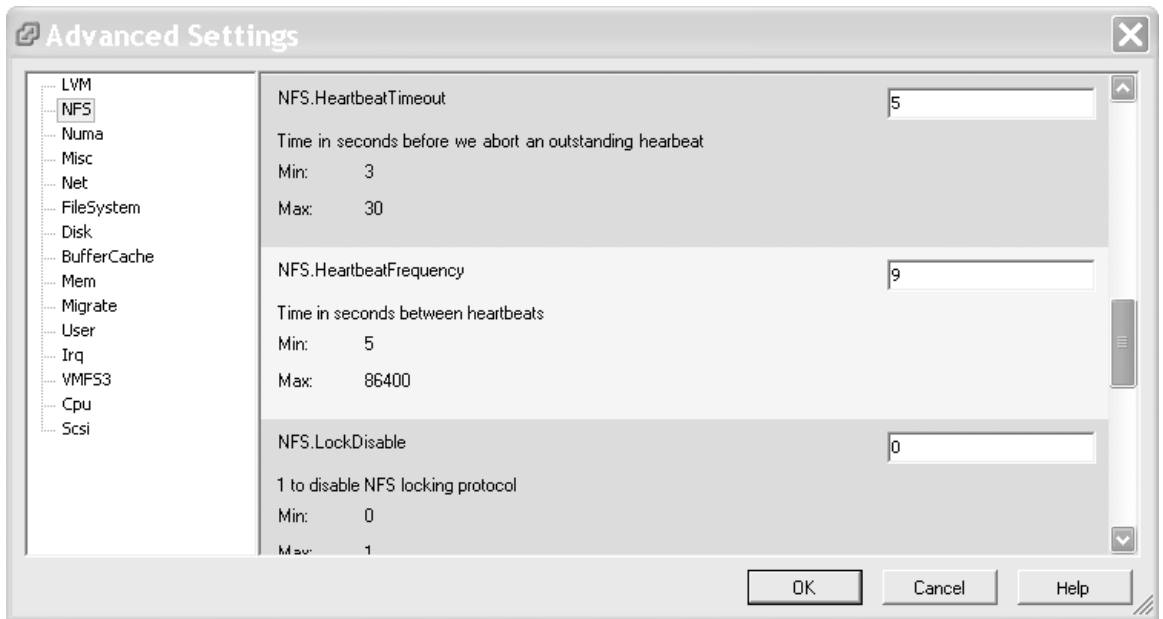 Advanced Settings
LVM
NFS
Numa
Misc
Net
FileSystem
Disk
BufferCache
Mem
Migrate
User
Irq
VMFS3
Cpu
Scsi
NFS.HeartbeatTimeout 5
Time in seconds before we abort an outstanding hearbeat
Min: 3
Max: 30
NFS.HeartbeatFrequency 9
Time in seconds between heartbeats
Min: 5
Max: 86400
NFS.LockDisable 0
1 to disable NFS locking protocol
Min: 0
Max: 1
OK Cancel Help